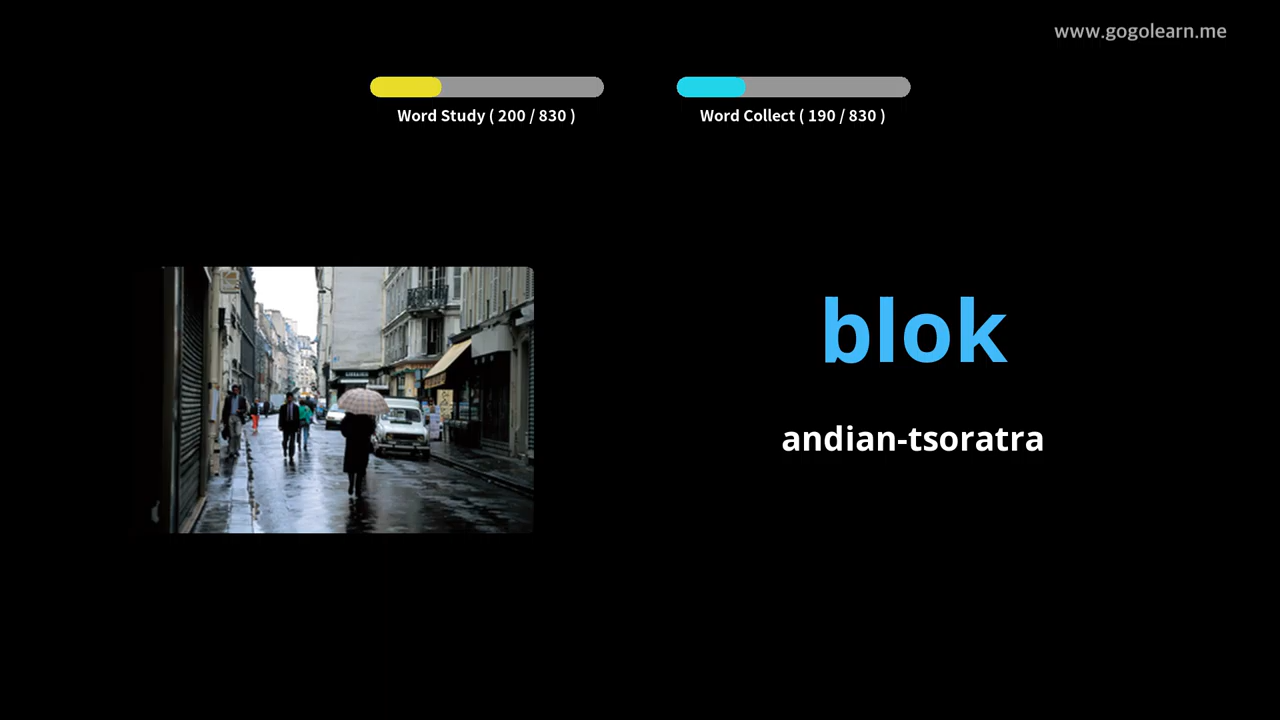 www.gogolearn.me
Word Study ( 200 / 830 )
Word Collect ( 190 / 830 )
blok
andian-tsoratra